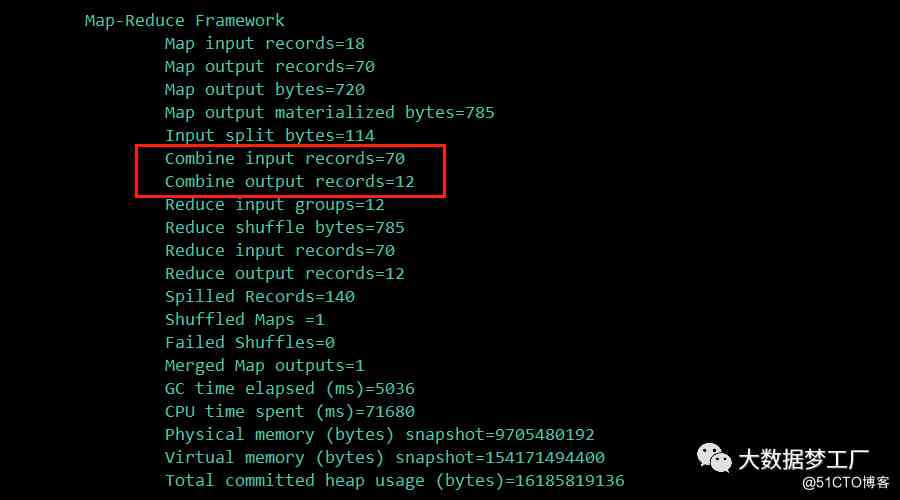 Map-Reduce Framework
Map input records=18
Map output records=70
Map output bytes=720
Map output materialized bytes=785
Input split bytes=114
Combine input records=70
Combine output records=12
Reduce input groups=12
Reduce shuffle bytes=785
Reduce input records=70
Reduce output records=12
Spilled Records=140
Shuffled Maps =1
Failed Shuffles=0
Merged Map outputs=1
GC time elapsed (ms)=5036
CPU time spent (ms)=71680
Physical memory (bytes) snapshot=9705480192
Virtual memory (bytes) snapshot=154171494400
Total committed heap usage (bytes)=16185819136
大数据梦工厂
@51CTO博客